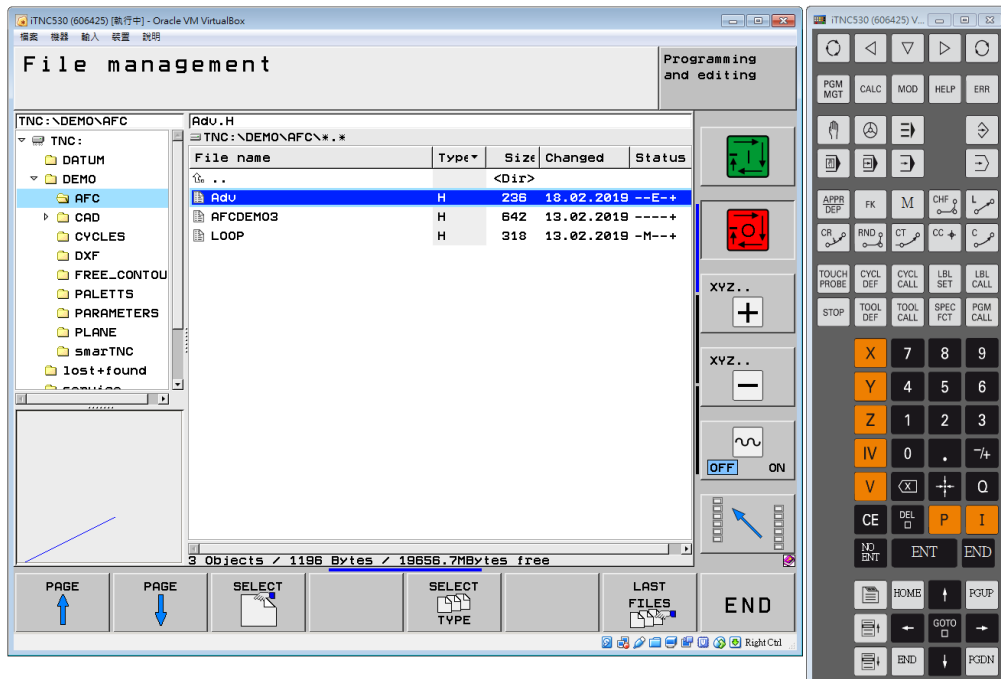 iTNC530 (606425) [執行中] - Oracle VM VirtualBox
檔案 機器 輸入 裝置 說明
File management
Programming
and editing
TNC:\DEMO\AFC
Adv.H
TNC:
DATUM
DEMO
AFC
CAD
CYCLES
DXF
FREE_CONTOU
PALETTS
PARAMETERS
PLANE
smarTNC
lost+found
service
TNC:\DEMO\AFC\*.*
File name Type Size Changed Status
.. <Dir>
Adv H 236 18.02.2019 --E-+
AFCDEMO3 H 642 13.02.2019 ----+
LOOP H 318 13.02.2019 -M--+
3 Objects / 1196 Bytes / 19656.7MBytes free
XYZ..
XYZ..
OFF ON
PAGE
PAGE
SELECT
SELECT
TYPE
LAST
FILES
END
Right Ctrl
iTNC530 (606425) V...
PGM MGT CALC MOD HELP ERR
APPR DEP FK M CHF L
CR RND CT CC C
TOUCH PROBE CYCL DEF CYCL CALL LBL SET LBL CALL
STOP TOOL DEF TOOL CALL SPEC FCT PGM CALL
X 7 8 9
Y 4 5 6
Z 1 2 3
IV 0 . -/+
V X Q
CE DEL P I
NO ENT ENT END
HOME PGUP
GOTO
END PGDN